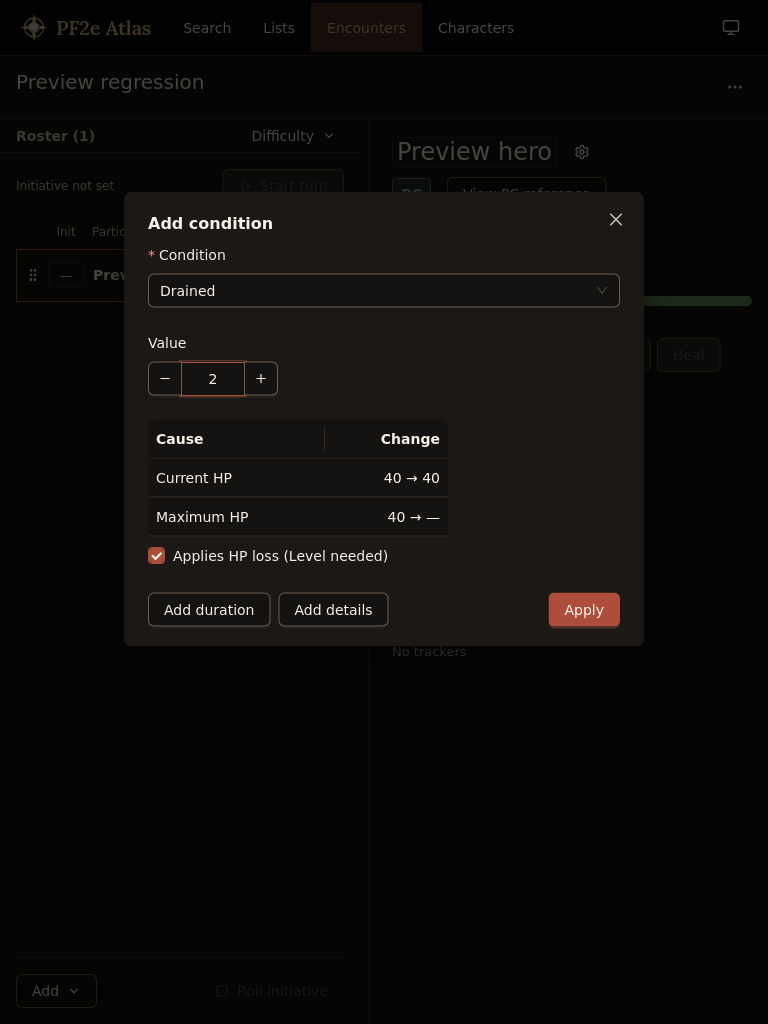 PF2e Atlas Search Lists Encounters Characters
Preview regression
Roster (1) Difficulty
Preview hero
Initiative not set Start turn
View PC reference
Init
Add condition
* Condition
Drained
Value
− 2 +
Cause Change
Current HP 40 → 40
Maximum HP 40 → —
Applies HP loss (Level needed)
Add duration Add details Apply
Heal
No trackers
Add Roll initiative